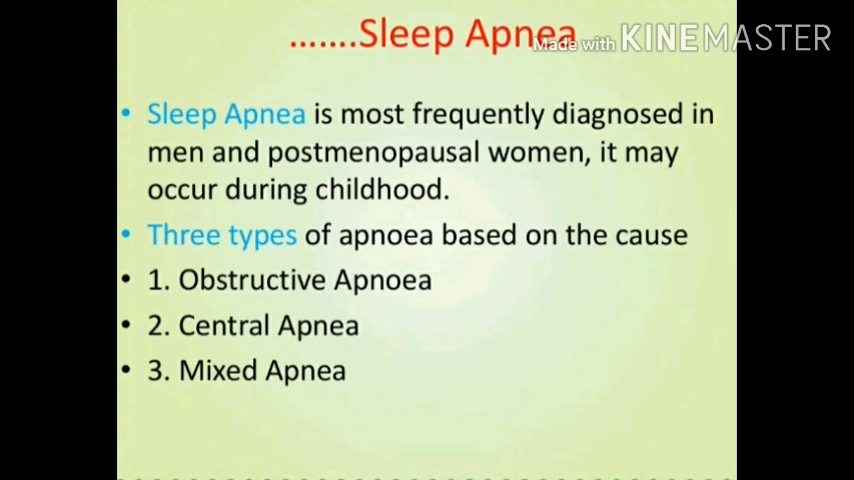 .......Sleep Apnea
Made with KINEMASTER
• Sleep Apnea is most frequently diagnosed in
men and postmenopausal women, it may
occur during childhood.
• Three types of apnoea based on the cause
• 1. Obstructive Apnoea
• 2. Central Apnea
• 3. Mixed Apnea